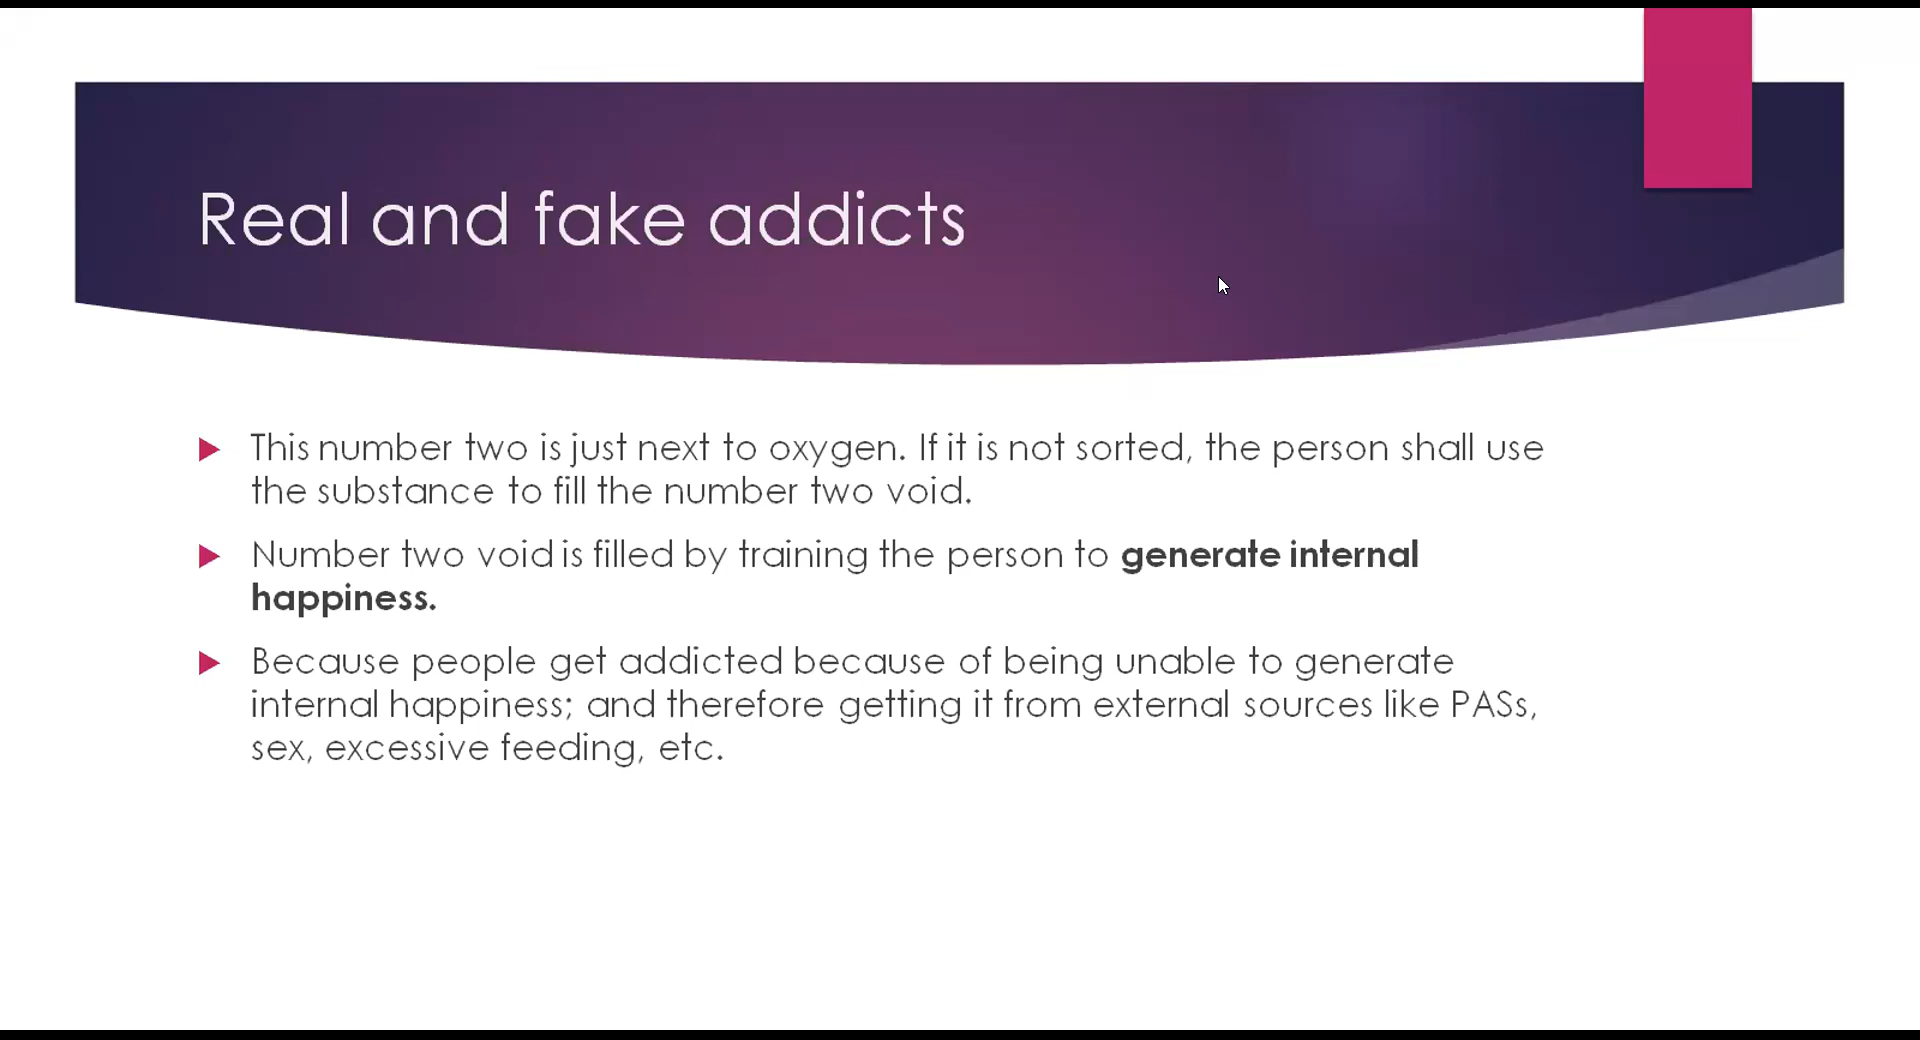 Real and fake addicts
This number two is just next to oxygen. If it is not sorted, the person shall use
the substance to fill the number two void.
Number two void is filled by training the person to generate internal
happiness.
Because people get addicted because of being unable to generate
internal happiness; and therefore getting it from external sources like PASs,
sex, excessive feeding, etc.